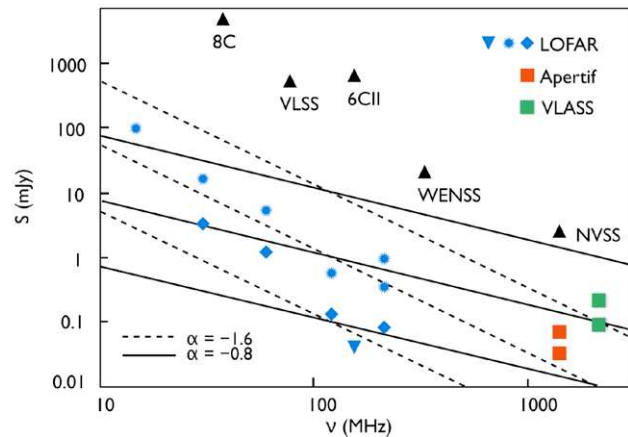 8C
VLSS
6CII
WENSS
NVSS
LOFAR
Apertif
VLASS
S (mJy)
1000
100
10
1
0.1
0.01
α = −1.6
α = −0.8
10
100
1000
ν (MHz)